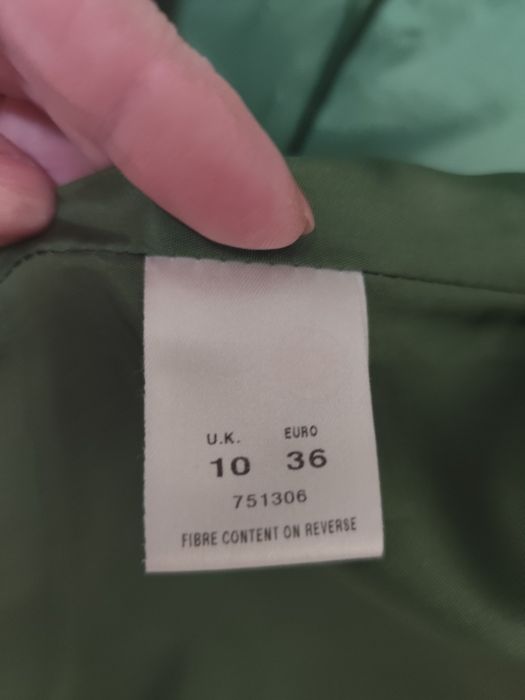 U.K. EURO
10 36
751306
FIBRE CONTENT ON REVERSE